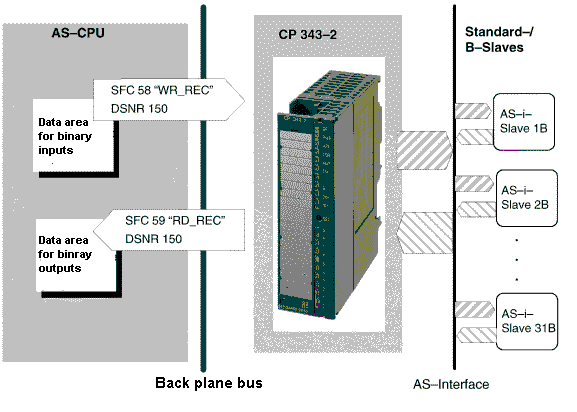 AS–CPU
CP 343–2
Standard–/
B–Slaves
SFC 58 “WR_REC”
DSNR 150
Data area
for binary
inputs
SFC 59 “RD_REC”
DSNR 150
Data area
for binray
outputs
AS–i–
Slave 1B
AS–i–
Slave 2B
AS–i–
Slave 31B
Back plane bus
AS–Interface